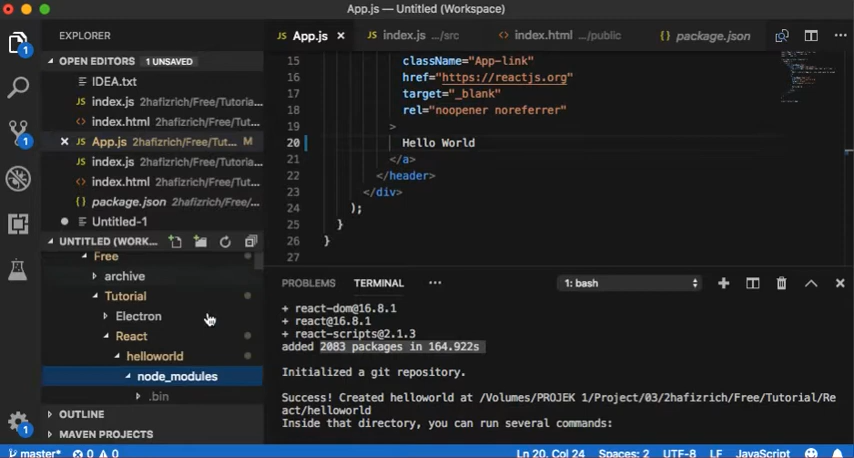 App.js — Untitled (Workspace)
EXPLORER
OPEN EDITORS 1 UNSAVED
IDEA.txt
JS index.js 2hafizrich/Free/Tutoria...
<> index.html 2hafizrich/Free/Tuto...
JS App.js 2hafizrich/Free/Tut... M
JS index.js 2hafizrich/Free/Tutoria...
<> index.html 2hafizrich/Free/Tuto...
{} package.json 2hafizrich/Free/...
Untitled-1
UNTITLED (WORK...
Free
archive
Tutorial
Electron
React
helloworld
node_modules
.bin
OUTLINE
MAVEN PROJECTS
1
1
1
JS App.js
JS index.js .../src
<> index.html .../public
{} package.json
15 className="App-link"
16 href="https://reactjs.org"
17 target="_blank"
18 rel="noopener noreferrer"
19 >
20 Hello World
21 </a>
22 </header>
23 </div>
24 );
25 }
26 }
27
PROBLEMS TERMINAL ... 1: bash
+ react-dom@16.8.1
+ react@16.8.1
+ react-scripts@2.1.3
added 2083 packages in 164.922s
Initialized a git repository.
Success! Created helloworld at /Volumes/PROJEK 1/Project/03/2hafizrich/Free/Tutorial/Re
act/helloworld
Inside that directory, you can run several commands:
master* 0 0 Ln 20, Col 24 Spaces: 2 UTF-8 LF JavaScript